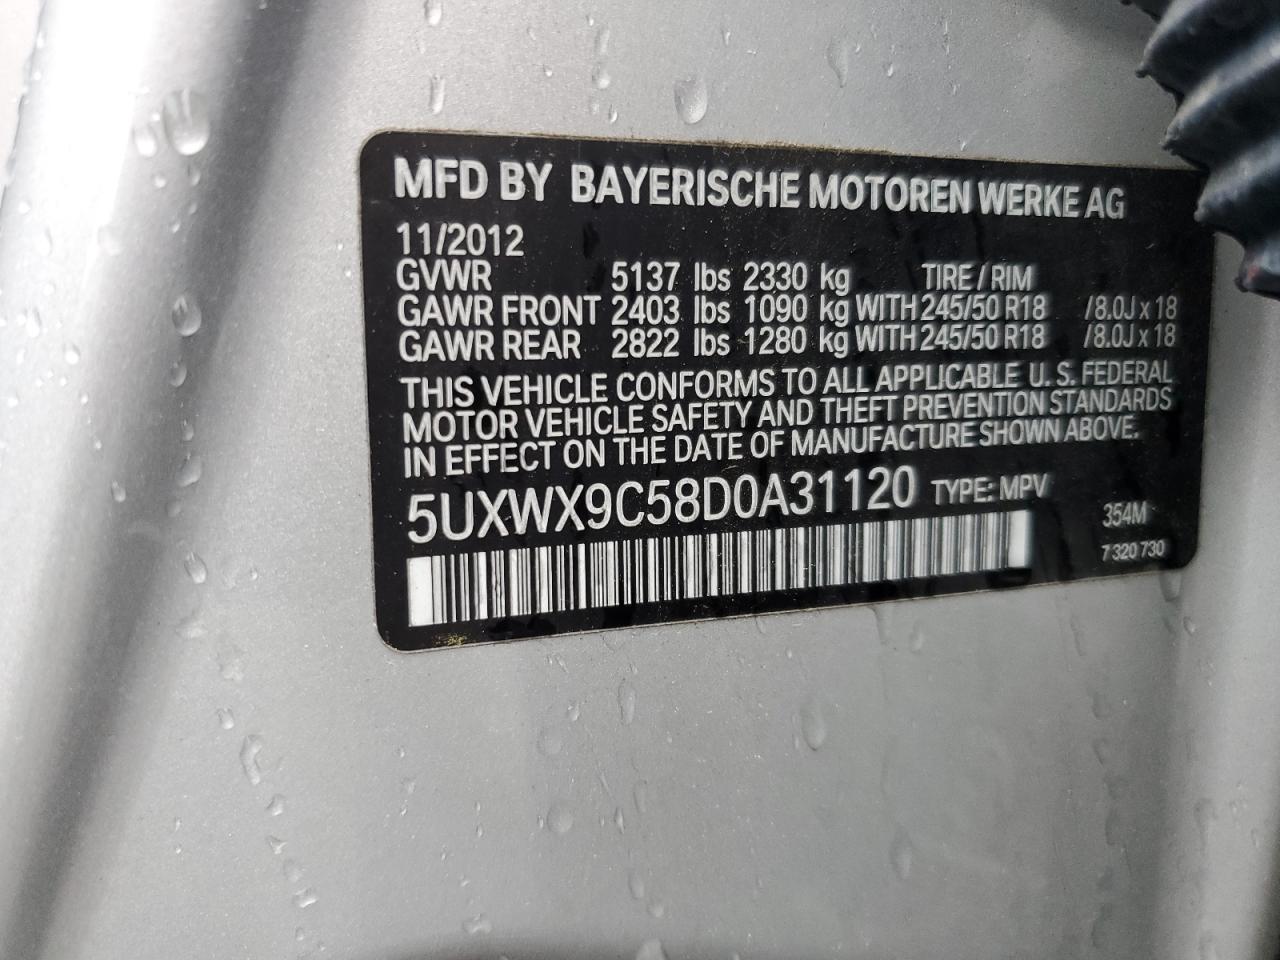 MFD BY BAYERISCHE MOTOREN WERKE AG
11/2012
GVWR 5137 lbs 2330 kg TIRE / RIM
GAWR FRONT 2403 lbs 1090 kg WITH 245/50 R18 /8.0J x 18
GAWR REAR 2822 lbs 1280 kg WITH 245/50 R18 /8.0J x 18
THIS VEHICLE CONFORMS TO ALL APPLICABLE U. S. FEDERAL
MOTOR VEHICLE SAFETY AND THEFT PREVENTION STANDARDS
IN EFFECT ON THE DATE OF MANUFACTURE SHOWN ABOVE.
5UXWX9C58D0A31120 TYPE: MPV
354M
7 320 730